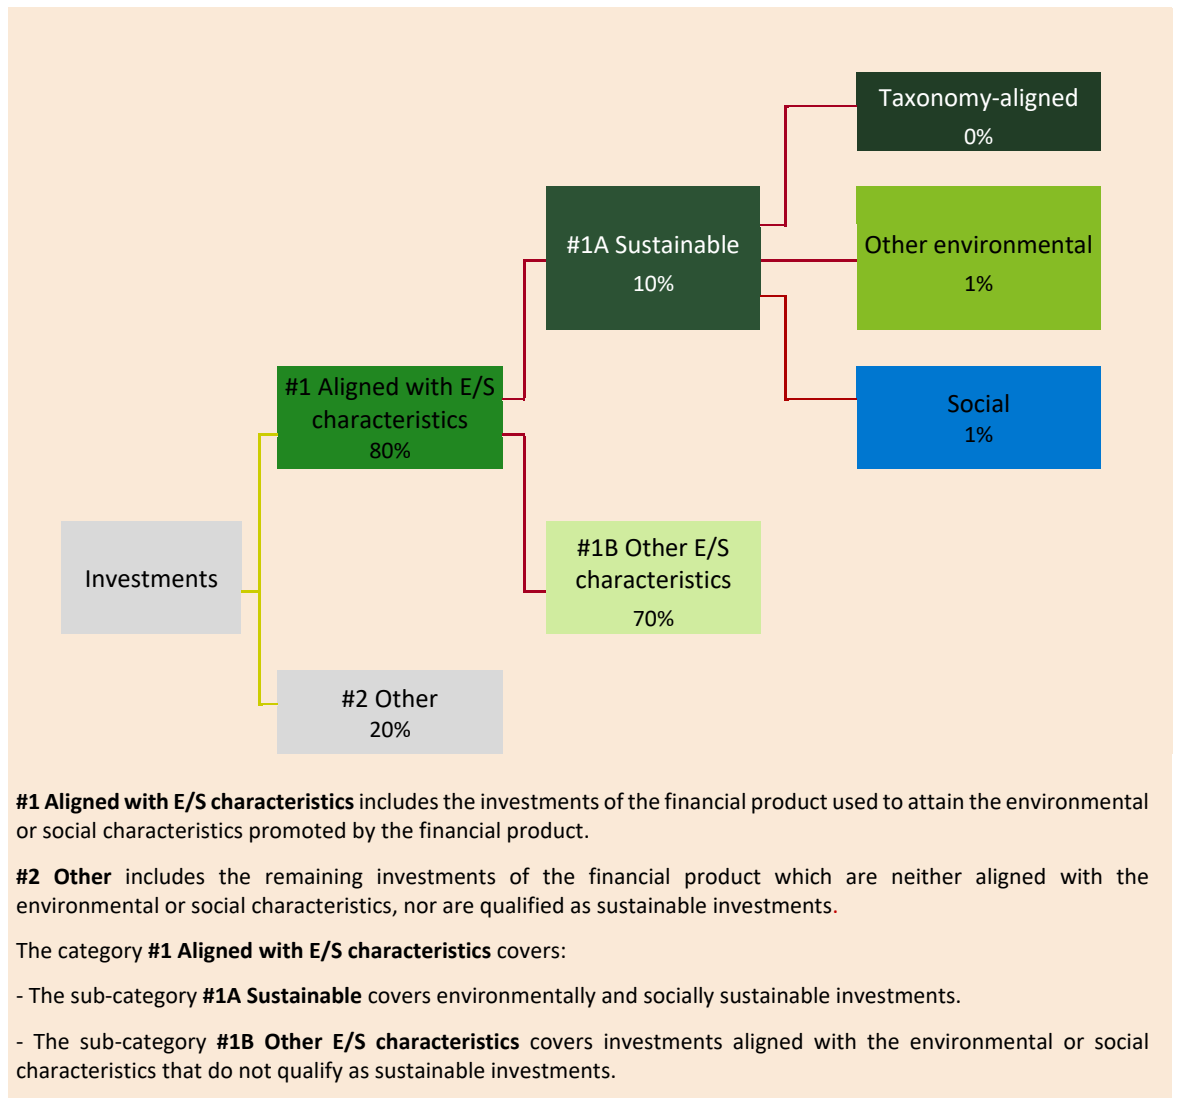 Taxonomy-aligned
0%
#1A Sustainable
10%
Other environmental
1%
#1 Aligned with E/S
characteristics
80%
Social
1%
Investments
#1B Other E/S
characteristics
70%
#2 Other
20%
#1 Aligned with E/S characteristics includes the investments of the financial product used to attain the environmental
or social characteristics promoted by the financial product.
#2 Other includes the remaining investments of the financial product which are neither aligned with the
environmental or social characteristics, nor are qualified as sustainable investments.
The category #1 Aligned with E/S characteristics covers:
- The sub-category #1A Sustainable covers environmentally and socially sustainable investments.
- The sub-category #1B Other E/S characteristics covers investments aligned with the environmental or social
characteristics that do not qualify as sustainable investments.